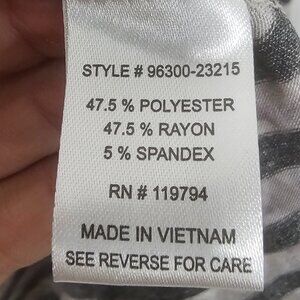 STYLE # 96300-23215
47.5 % POLYESTER
47.5 % RAYON
5 % SPANDEX
RN # 119794
MADE IN VIETNAM
SEE REVERSE FOR CARE